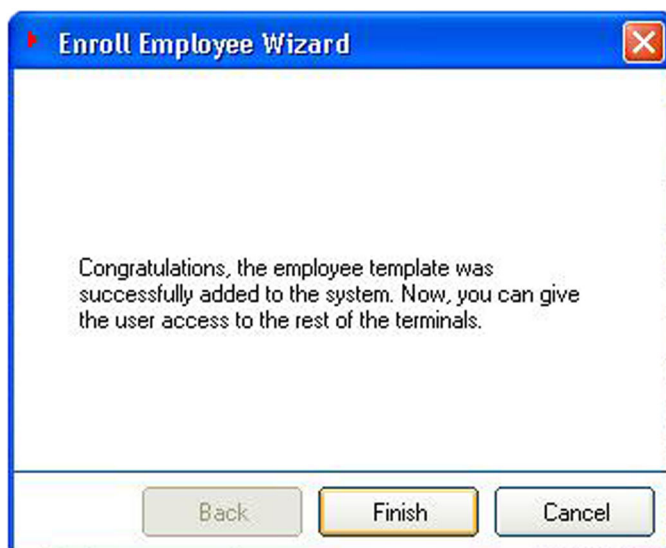 Enroll Employee Wizard
Congratulations, the employee template was
successfully added to the system. Now, you can give
the user access to the rest of the terminals.
Back
Finish
Cancel